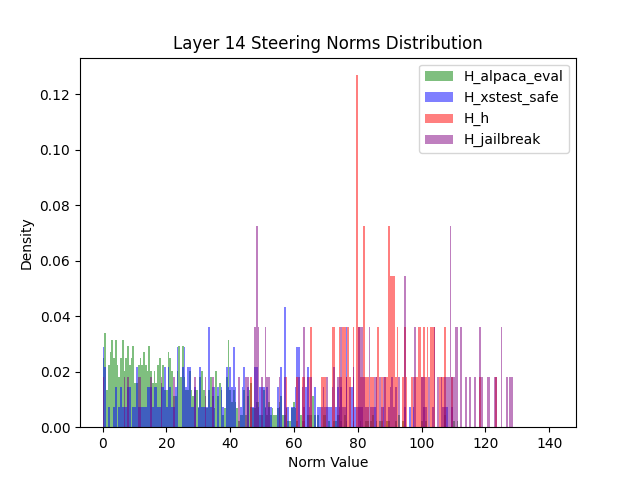 Layer 14 Steering Norms Distribution
H_alpaca_eval
H_xstest_safe
H_h
H_jailbreak
0.12
0.10
0.08
0.06
0.04
0.02
0.00
Density
0 20 40 60 80 100 120 140
Norm Value